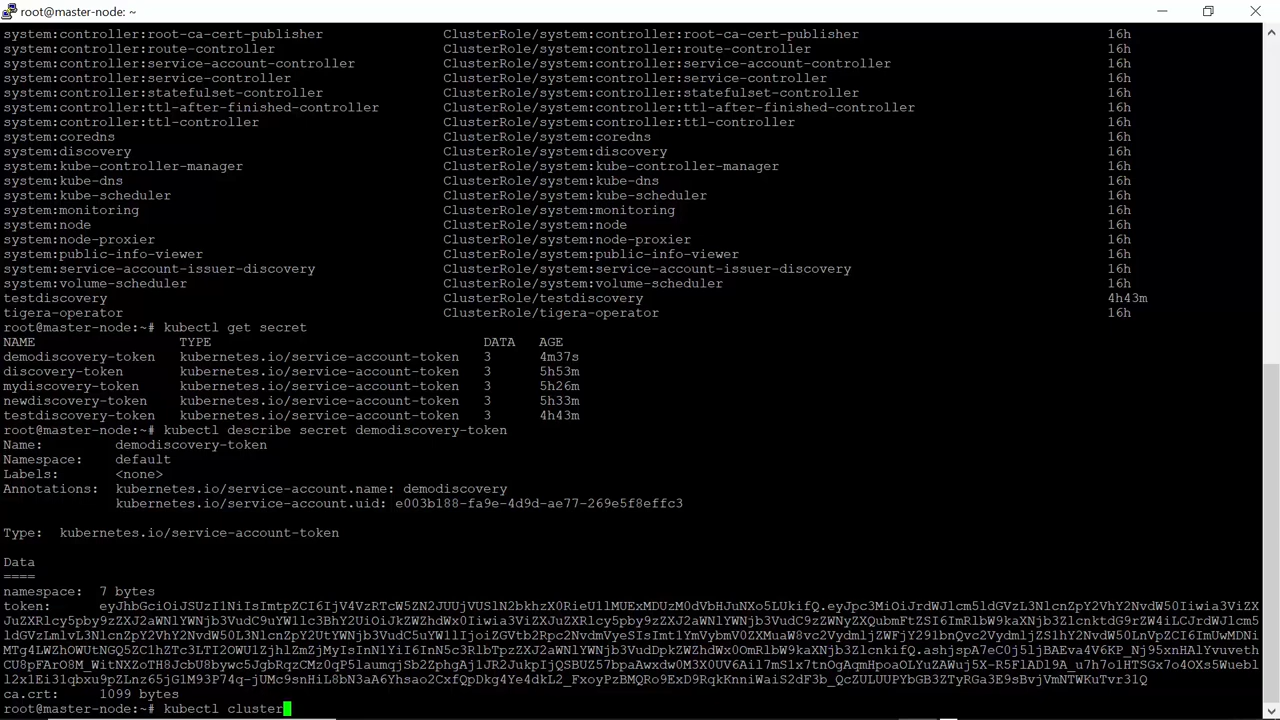 root@master-node: ~
system:controller:root-ca-cert-publisher ClusterRole/system:controller:root-ca-cert-publisher 16h
system:controller:route-controller ClusterRole/system:controller:route-controller 16h
system:controller:service-account-controller ClusterRole/system:controller:service-account-controller 16h
system:controller:service-controller ClusterRole/system:controller:service-controller 16h
system:controller:statefulset-controller ClusterRole/system:controller:statefulset-controller 16h
system:controller:ttl-after-finished-controller ClusterRole/system:controller:ttl-after-finished-controller 16h
system:controller:ttl-controller ClusterRole/system:controller:ttl-controller 16h
system:coredns ClusterRole/system:coredns 16h
system:discovery ClusterRole/system:discovery 16h
system:kube-controller-manager ClusterRole/system:kube-controller-manager 16h
system:kube-dns ClusterRole/system:kube-dns 16h
system:kube-scheduler ClusterRole/system:kube-scheduler 16h
system:monitoring ClusterRole/system:monitoring 16h
system:node ClusterRole/system:node 16h
system:node-proxier ClusterRole/system:node-proxier 16h
system:public-info-viewer ClusterRole/system:public-info-viewer 16h
system:service-account-issuer-discovery ClusterRole/system:service-account-issuer-discovery 16h
system:volume-scheduler ClusterRole/system:volume-scheduler 16h
testdiscovery ClusterRole/testdiscovery 4h43m
tigera-operator ClusterRole/tigera-operator 16h
root@master-node:~# kubectl get secret
NAME TYPE DATA AGE
demodiscovery-token kubernetes.io/service-account-token 3 4m37s
discovery-token kubernetes.io/service-account-token 3 5h53m
mydiscovery-token kubernetes.io/service-account-token 3 5h26m
newdiscovery-token kubernetes.io/service-account-token 3 5h33m
testdiscovery-token kubernetes.io/service-account-token 3 4h43m
root@master-node:~# kubectl describe secret demodiscovery-token
Name: demodiscovery-token
Namespace: default
Labels: <none>
Annotations: kubernetes.io/service-account.name: demodiscovery
kubernetes.io/service-account.uid: e003b188-fa9e-4d9d-ae77-269e5f8effc3
Type: kubernetes.io/service-account-token
Data
====
namespace: 7 bytes
token:
ca.crt: 1099 bytes
root@master-node:~# kubectl cluster